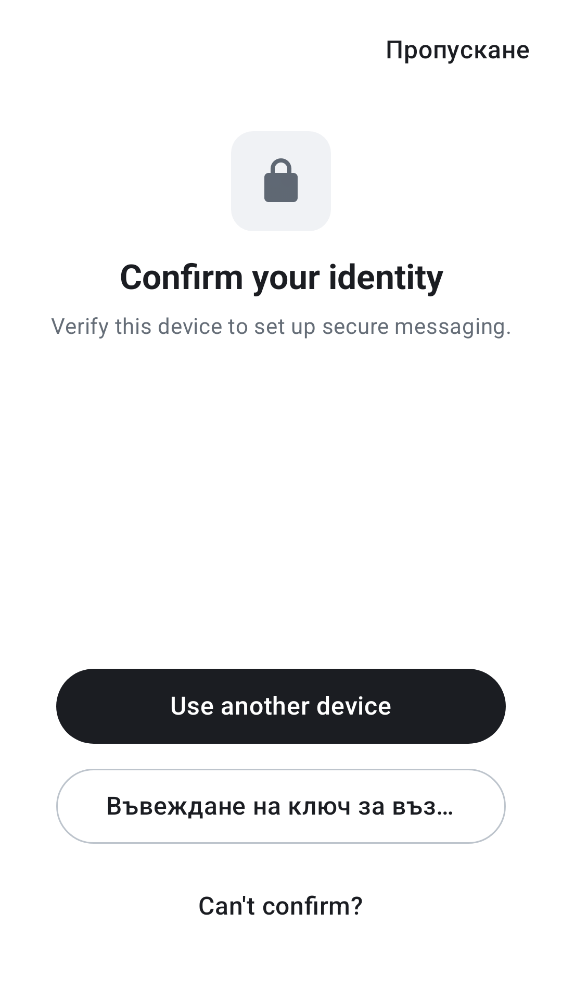 Пропускане
Confirm your identity
Verify this device to set up secure messaging.
Use another device
Въвеждане на ключ за въз...
Can't confirm?